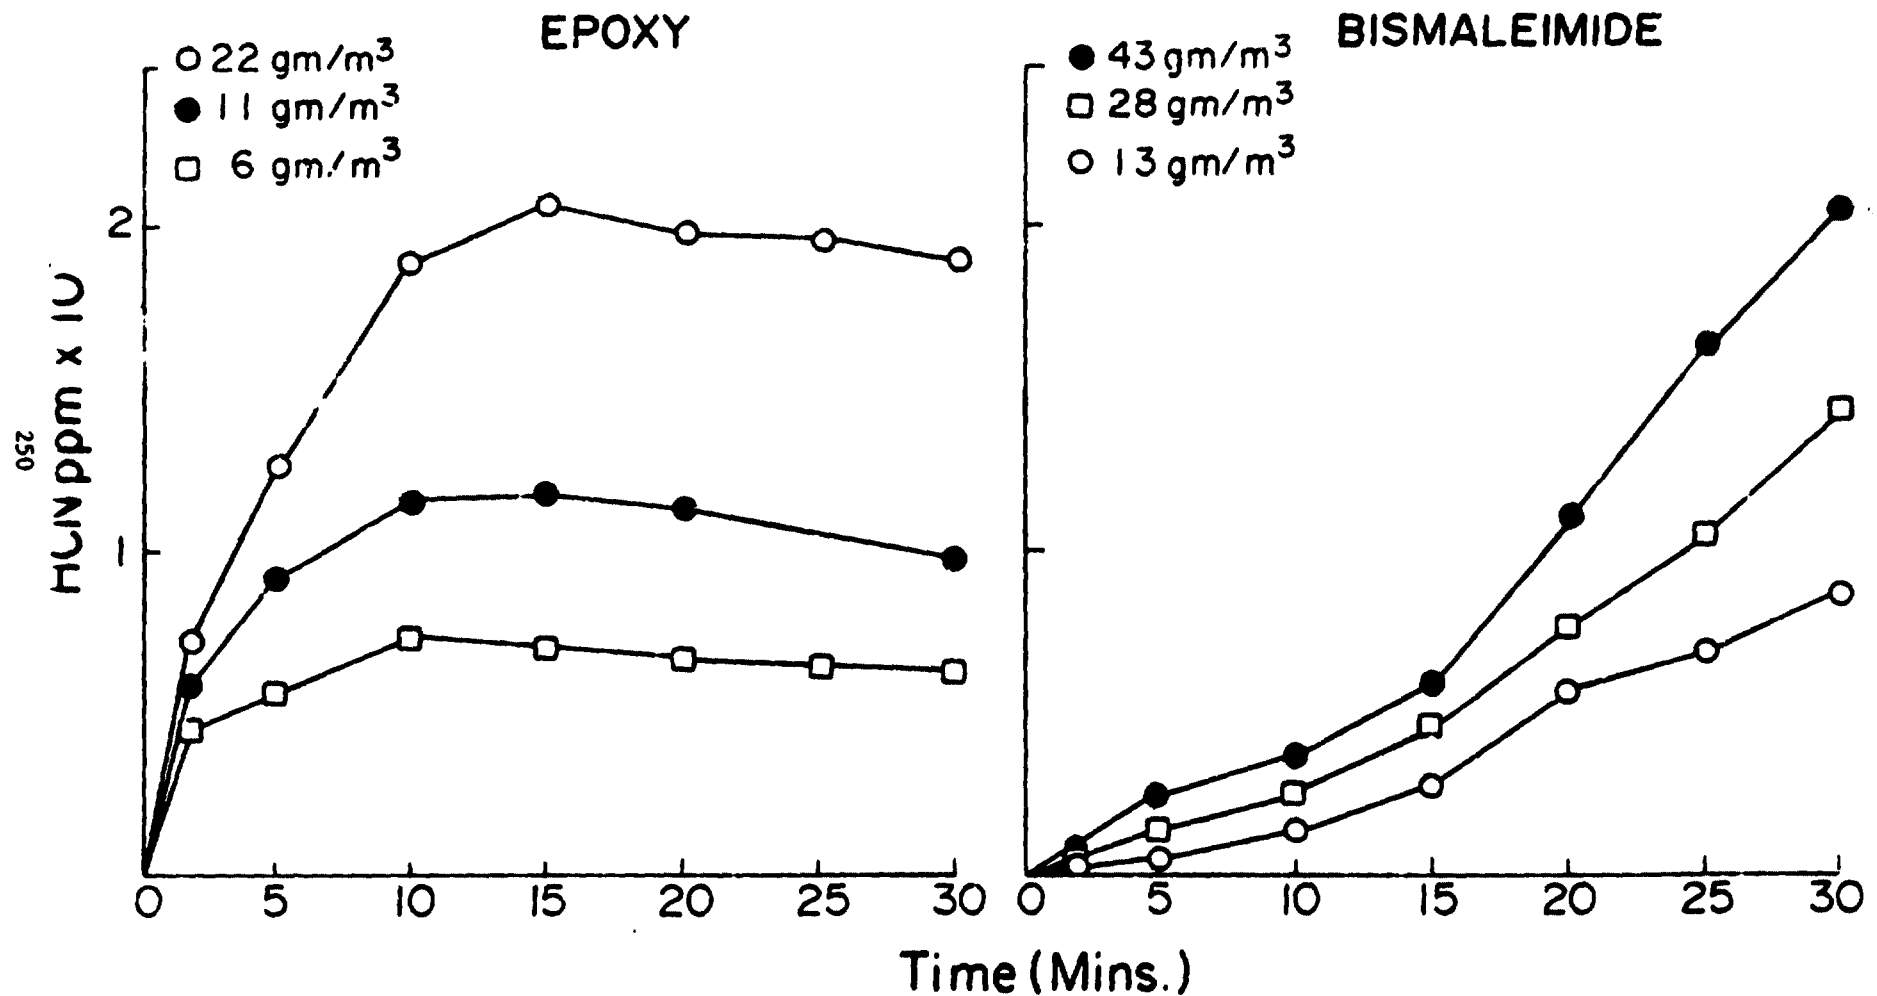 EPOXY
○ 22 gm/m³
● 11 gm/m³
□ 6 gm./m³
BISMALEIMIDE
● 43 gm/m³
□ 28 gm/m³
○ 13 gm/m³
2
1
HCN ppm x 10
250
0 5 10 15 20 25 30
0 5 10 15 20 25 30
Time (Mins.)